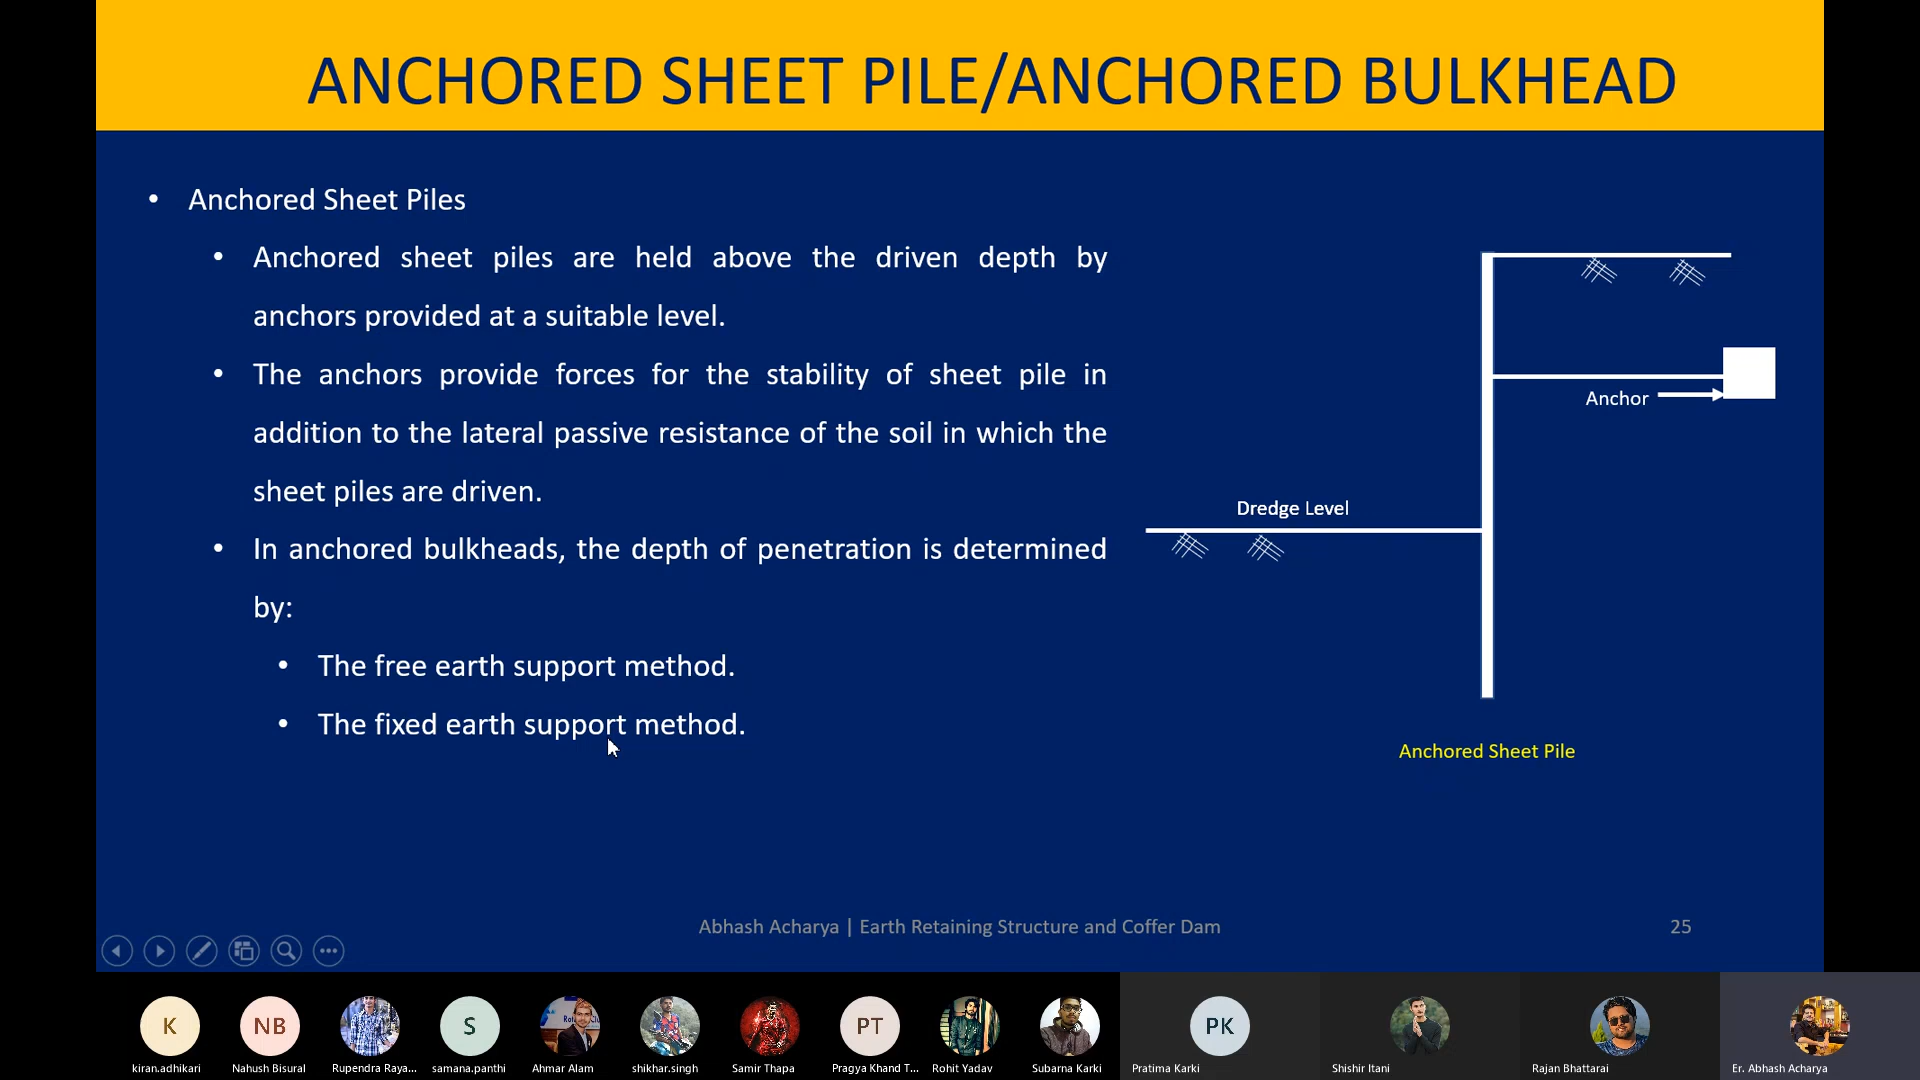 ANCHORED SHEET PILE/ANCHORED BULKHEAD
• Anchored Sheet Piles
• Anchored sheet piles are held above the driven depth by
anchors provided at a suitable level.
• The anchors provide forces for the stability of sheet pile in
addition to the lateral passive resistance of the soil in which the
sheet piles are driven.
• In anchored bulkheads, the depth of penetration is determined
by:
• The free earth support method.
• The fixed earth support method.
Anchor
Dredge Level
Anchored Sheet Pile
Abhash Acharya | Earth Retaining Structure and Coffer Dam
25
K
NB
S
PT
PK
kiran.adhikari
Nahush Bisural
Rupendra Raya...
samana.panthi
Ahmar Alam
shikhar.singh
Samir Thapa
Pragya Khand T...
Rohit Yadav
Subarna Karki
Pratima Karki
Shishir Itani
Rajan Bhattarai
Er. Abhash Acharya